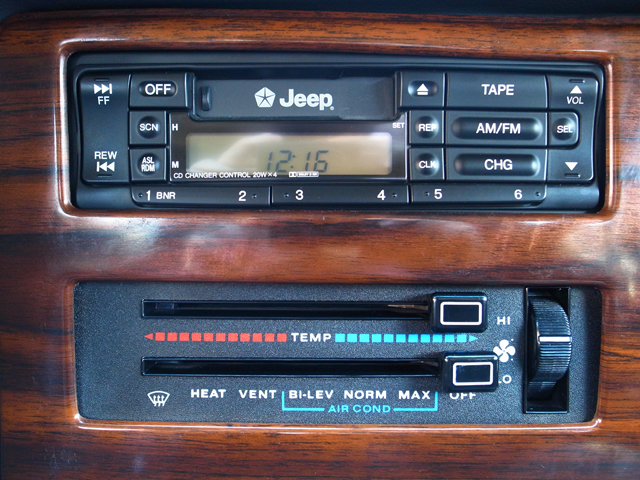 OFF Jeep TAPE
FF VOL
SCN H SET REP AM/FM SEL
12:16
REW ASL RDM M CLK CHG
CD CHANGER CONTROL 20W×4
1 BNR 2 3 4 5 6
HI
TEMP
HEAT VENT BI-LEV NORM MAX OFF
AIR COND